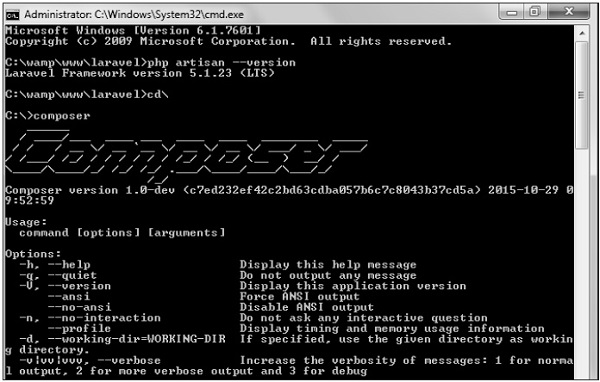 Administrator: C:\Windows\System32\cmd.exe
Microsoft Windows [Version 6.1.7601]
Copyright (c) 2009 Microsoft Corporation.  All rights reserved.
C:\wamp\www\laravel>php artisan --version
Laravel Framework version 5.1.23 (LTS)
C:\wamp\www\laravel>cd\
C:\>composer
Composer
Composer version 1.0-dev (c7ed232ef42c2bd63cdba057b6c7c8043b37cd5a) 2015-10-29 0
9:52:59
Usage:
  command [options] [arguments]
Options:
  -h, --help                     Display this help message
  -q, --quiet                    Do not output any message
  -V, --version                  Display this application version
      --ansi                     Force ANSI output
      --no-ansi                  Disable ANSI output
  -n, --no-interaction           Do not ask any interactive question
      --profile                  Display timing and memory usage information
  -d, --working-dir=WORKING-DIR  If specified, use the given directory as workin
g directory.
  -v|vv|vvv, --verbose           Increase the verbosity of messages: 1 for norma
l output, 2 for more verbose output and 3 for debug